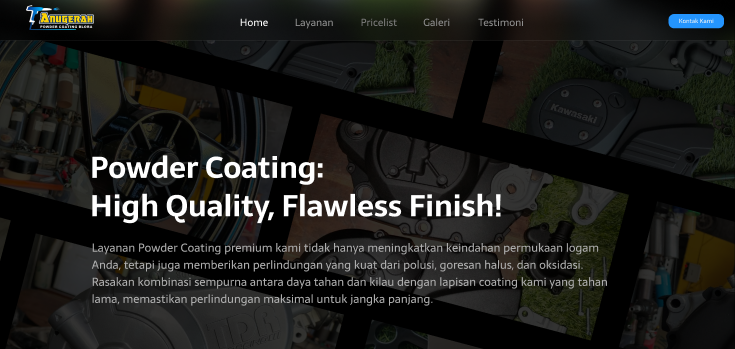 ANUGERAH
POWDER COATING BLORA
Home
Layanan
Pricelist
Galeri
Testimoni
Kontak Kami
Kawasaki
Powder Coating:
High Quality, Flawless Finish!
Layanan Powder Coating premium kami tidak hanya meningkatkan keindahan permukaan logam
Anda, tetapi juga memberikan perlindungan yang kuat dari polusi, goresan halus, dan oksidasi.
Rasakan kombinasi sempurna antara daya tahan dan kilau dengan lapisan coating kami yang tahan
lama, memastikan perlindungan maksimal untuk jangka panjang.